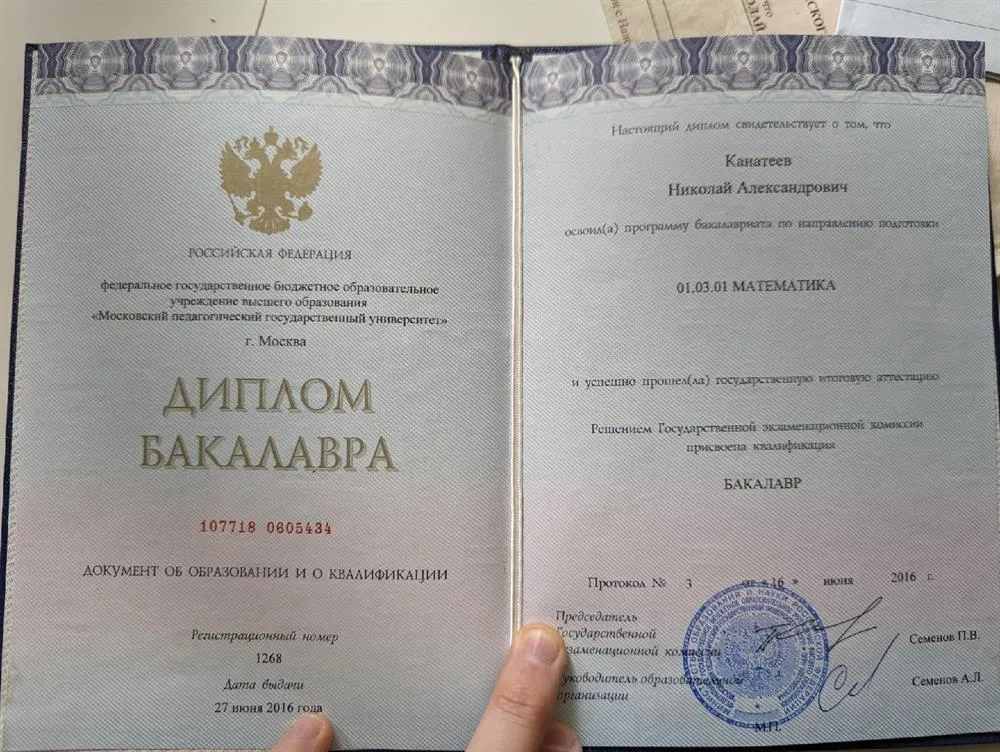 РОССИЙСКАЯ ФЕДЕРАЦИЯ
федеральное государственное бюджетное образовательное
учреждение высшего образования
«Московский педагогический государственный университет»
г. Москва
ДИПЛОМ
БАКАЛАВРА
107718 0605434
ДОКУМЕНТ ОБ ОБРАЗОВАНИИ И О КВАЛИФИКАЦИИ
Регистрационный номер
1268
Дата выдачи
27 июня 2016 года
Настоящий диплом свидетельствует о том, что
Канатеев
Николай Александрович
освоил(а) программу бакалавриата по направлению подготовки
01.03.01 МАТЕМАТИКА
и успешно прошел(ла) государственную итоговую аттестацию
Решением Государственной экзаменационной комиссии
присвоена квалификация
БАКАЛАВР
Протокол № 3 от « 16 » июня 2016 г.
Председатель
Государственной
экзаменационной комиссии
Семенов П.В.
Руководитель образовательной
организации
Семенов А.Л.
М.П.